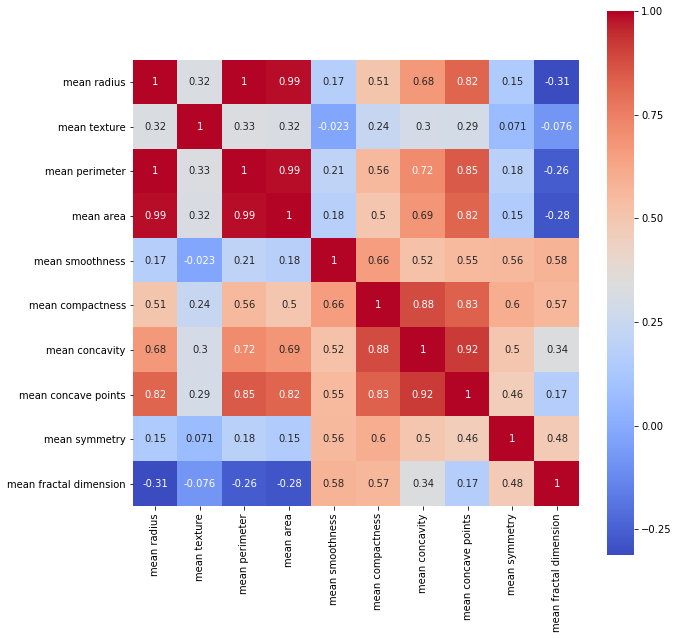 1.00
mean radius 1 0.32 1 0.99 0.17 0.51 0.68 0.82 0.15 -0.31
mean texture 0.32 1 0.33 0.32 -0.023 0.24 0.3 0.29 0.071 -0.076
0.75
mean perimeter 1 0.33 1 0.99 0.21 0.56 0.72 0.85 0.18 -0.26
mean area 0.99 0.32 0.99 1 0.18 0.5 0.69 0.82 0.15 -0.28
0.50
mean smoothness 0.17 -0.023 0.21 0.18 1 0.66 0.52 0.55 0.56 0.58
mean compactness 0.51 0.24 0.56 0.5 0.66 1 0.88 0.83 0.6 0.57
0.25
mean concavity 0.68 0.3 0.72 0.69 0.52 0.88 1 0.92 0.5 0.34
mean concave points 0.82 0.29 0.85 0.82 0.55 0.83 0.92 1 0.46 0.17
0.00
mean symmetry 0.15 0.071 0.18 0.15 0.56 0.6 0.5 0.46 1 0.48
mean fractal dimension -0.31 -0.076 -0.26 -0.28 0.58 0.57 0.34 0.17 0.48 1
−0.25
mean radius
mean texture
mean perimeter
mean area
mean smoothness
mean compactness
mean concavity
mean concave points
mean symmetry
mean fractal dimension